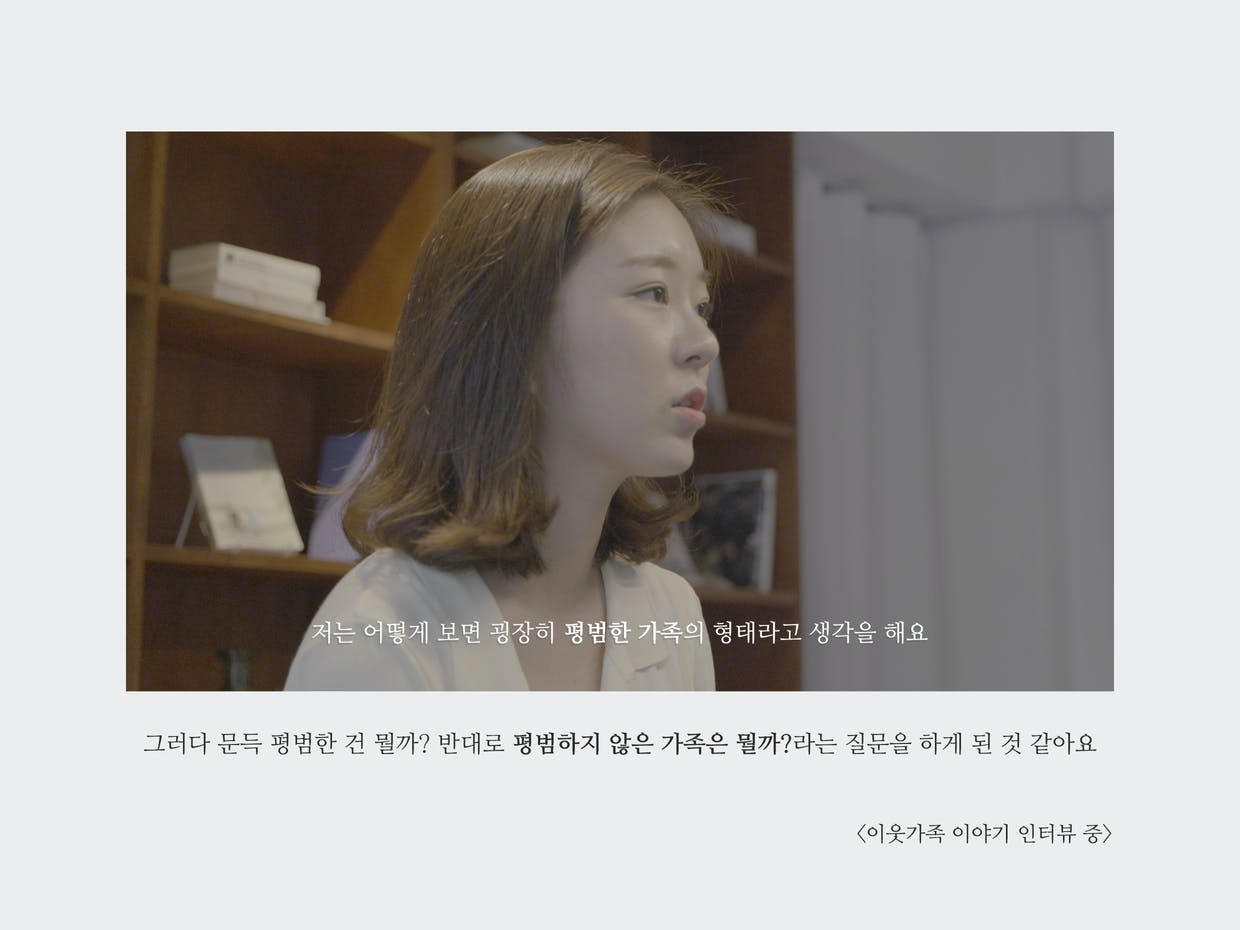 저는 어떻게 보면 굉장히 평범한 가족의 형태라고 생각을 해요
그러다 문득 평범한 건 뭘까? 반대로 평범하지 않은 가족은 뭘까?라는 질문을 하게 된 것 같아요
〈이웃가족 이야기 인터뷰 중〉